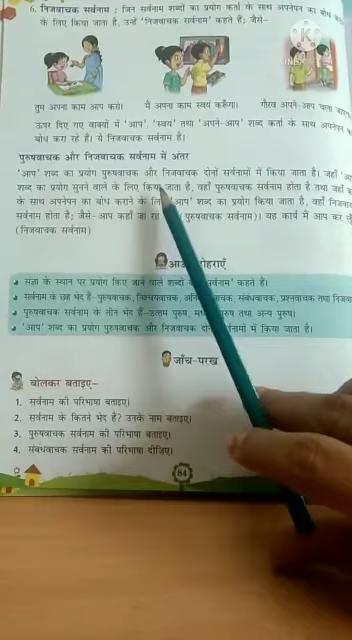 6. निजवाचक सर्वनाम : जिन सर्वनाम शब्दों का प्रयोग कर्ता के साथ अपनेपन का बोध
के लिए किया जाता है, उन्हें 'निजवाचक सर्वनाम' कहते हैं; जैसे-
KINEMASTER
तुम अपना काम आप करो। मैं अपना काम स्वयं करूँगा। गौरव अपने-आप चला
ऊपर दिए गए वाक्यों में 'आप', 'स्वयं' तथा 'अपने-आप' शब्द कर्ता के साथ अपनेपन
बोध करा रहे हैं। ये निजवाचक सर्वनाम हैं।
पुरुषवाचक और निजवाचक सर्वनाम में अंतर
'आप' शब्द का प्रयोग पुरुषवाचक और निजवाचक दोनों सर्वनामों में किया जाता है। जहाँ
शब्द का प्रयोग सुनने वाले के लिए किया जाता है, वहाँ पुरुषवाचक सर्वनाम होता है तथा जहाँ
के साथ अपनेपन का बोध कराने के 'आप' शब्द का प्रयोग किया जाता है, वहाँ
सर्वनाम होता है; जैसे-आप कहाँ जा पुरुषवाचक सर्वनाम)। यह कार्य मैं आप कर
(निजवाचक सर्वनाम)
संज्ञा के स्थान पर प्रयोग किए जाने वाले शब्दों सर्वनाम' कहते हैं।
सर्वनाम के छह भेद हैं-पुरुषवाचक, निश्चयवाचक, संबंधवाचक, प्रश्नवाचक तथा
पुरुषवाचक सर्वनाम के तीन भेद हैं-उत्तम पुरुष, तथा अन्य पुरुष।
'आप' शब्द का प्रयोग पुरुषवाचक और निजवाचक में किया जाता है।
जाँच-परख
बोलकर बताइए-
1. सर्वनाम की परिभाषा बताइए।
2. सर्वनाम के कितने भेद हैं? उनके नाम बताइए।
3. पुरुषवाचक सर्वनाम की परिभाषा बताइए।
4. संबंधवाचक सर्वनाम की परिभाषा दीजिए।
84